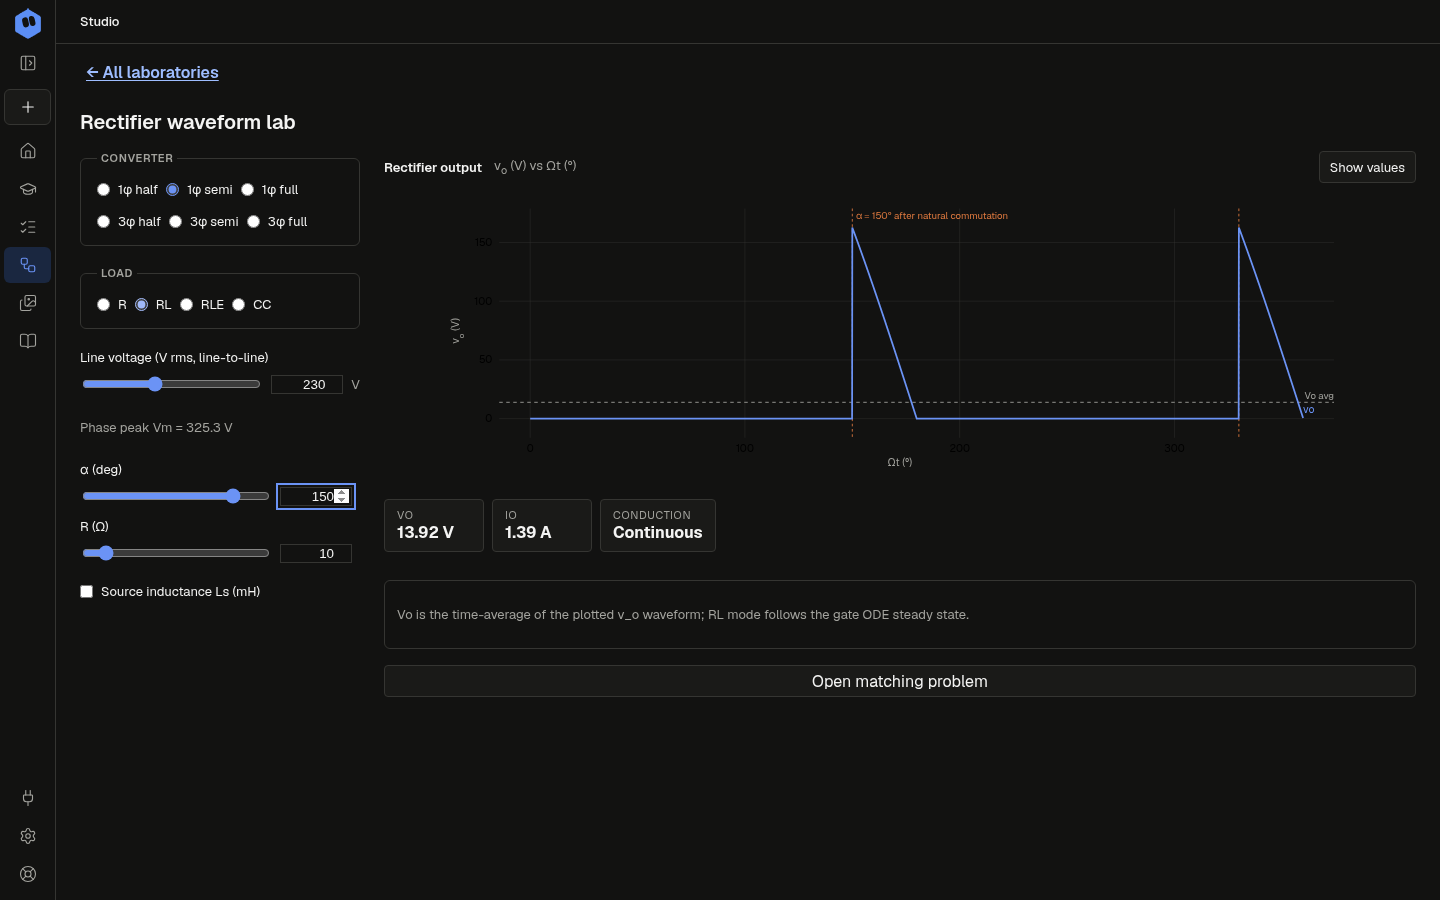 Studio
← All laboratories
Rectifier waveform lab
CONVERTER
1φ half 1φ semi 1φ full
3φ half 3φ semi 3φ full
LOAD
R RL RLE CC
Line voltage (V rms, line-to-line)
230 V
Phase peak Vm = 325.3 V
α (deg)
150
R (Ω)
10
Source inductance Ls (mH)
Rectifier output vo (V) vs Ωt (°)
Show values
α = 150° after natural commutation
150
100
50
0
vo (V)
Vo avg
vo
0 100 200 300
Ωt (°)
VO
13.92 V
IO
1.39 A
CONDUCTION
Continuous
Vo is the time-average of the plotted v_o waveform; RL mode follows the gate ODE steady state.
Open matching problem